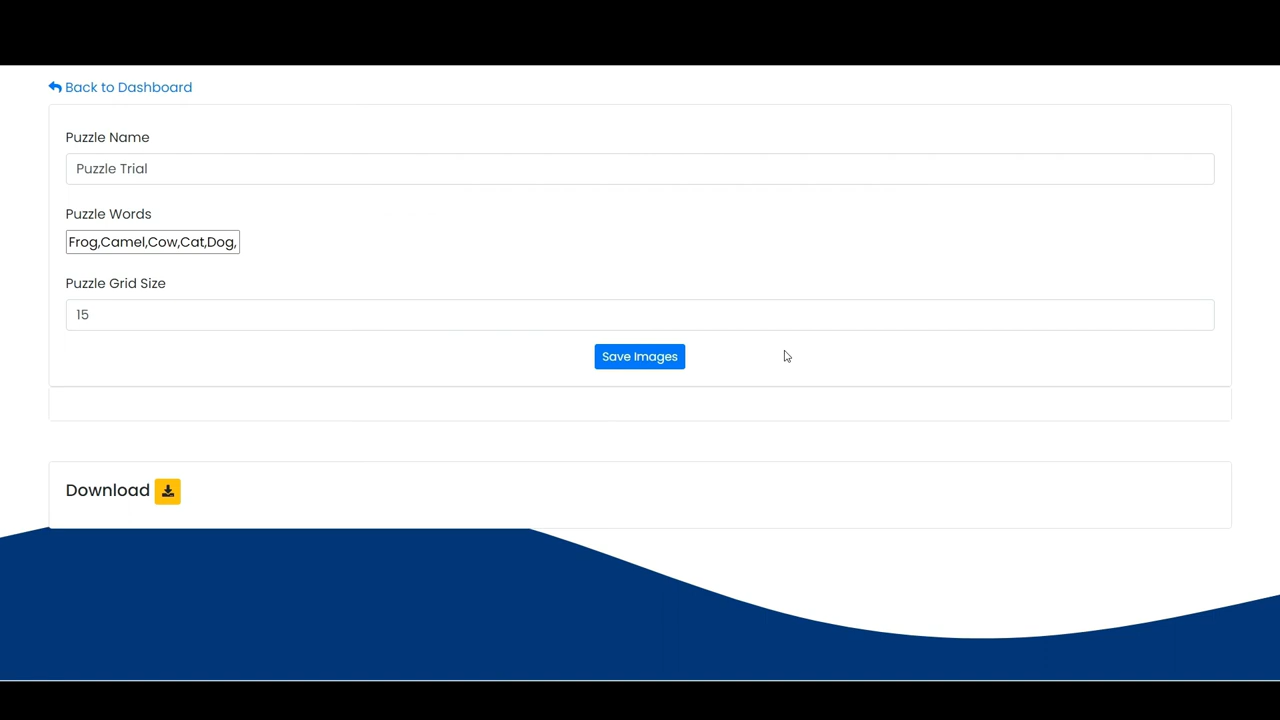 Back to Dashboard
Puzzle Name
Puzzle Trial
Puzzle Words
Frog,Camel,Cow,Cat,Dog,
Puzzle Grid Size
15
Save Images
Download